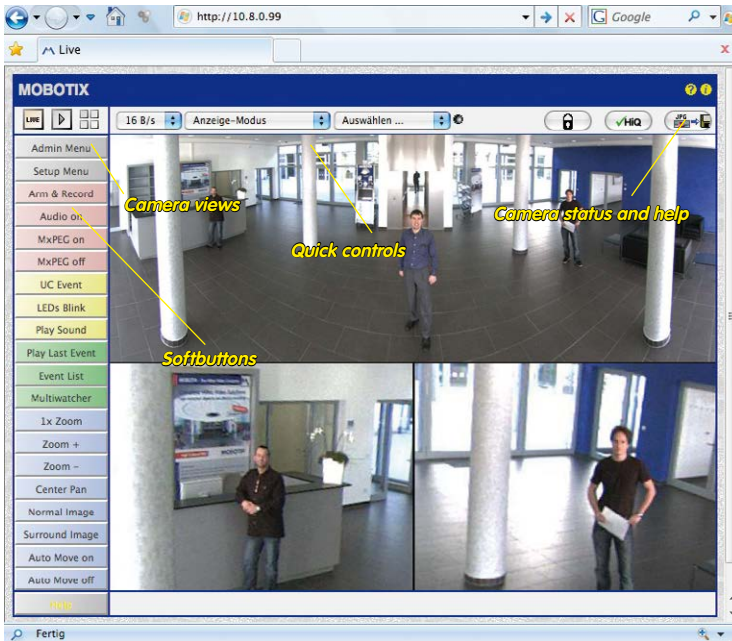 http://10.8.0.99
Google
Live
MOBOTIX
LIVE
16 B/s
Anzeige-Modus
Auswählen ...
HiQ
JPG
Admin Menu
Setup Menu
Arm & Record
Audio on
MxPEG on
MxPEG off
UC Event
LEDs Blink
Play Sound
Play Last Event
Event List
Multiwatcher
1x Zoom
Zoom +
Zoom -
Center Pan
Normal Image
Surround Image
Auto Move on
Auto Move off
Camera views
Quick controls
Camera status and help
Softbuttons
MOBOTIX
Fertig